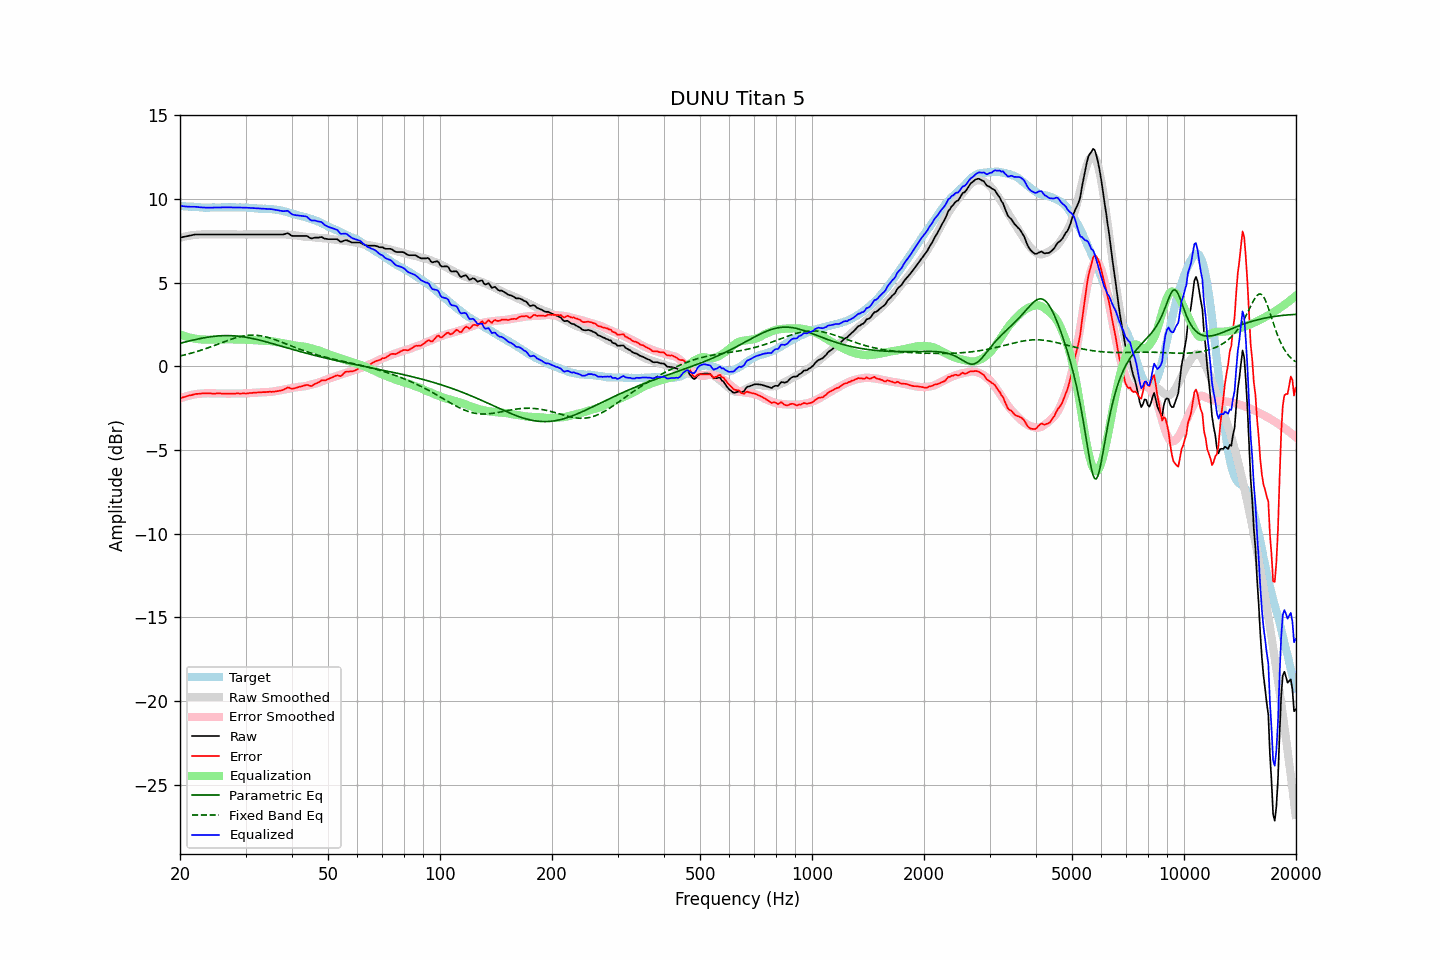 DUNU Titan 5
15
10
5
0
−5
−10
−15
−20
−25
Amplitude (dBr)
Target
Raw Smoothed
Error Smoothed
Raw
Error
Equalization
Parametric Eq
Fixed Band Eq
Equalized
20 50 100 200 500 1000 2000 5000 10000 20000
Frequency (Hz)